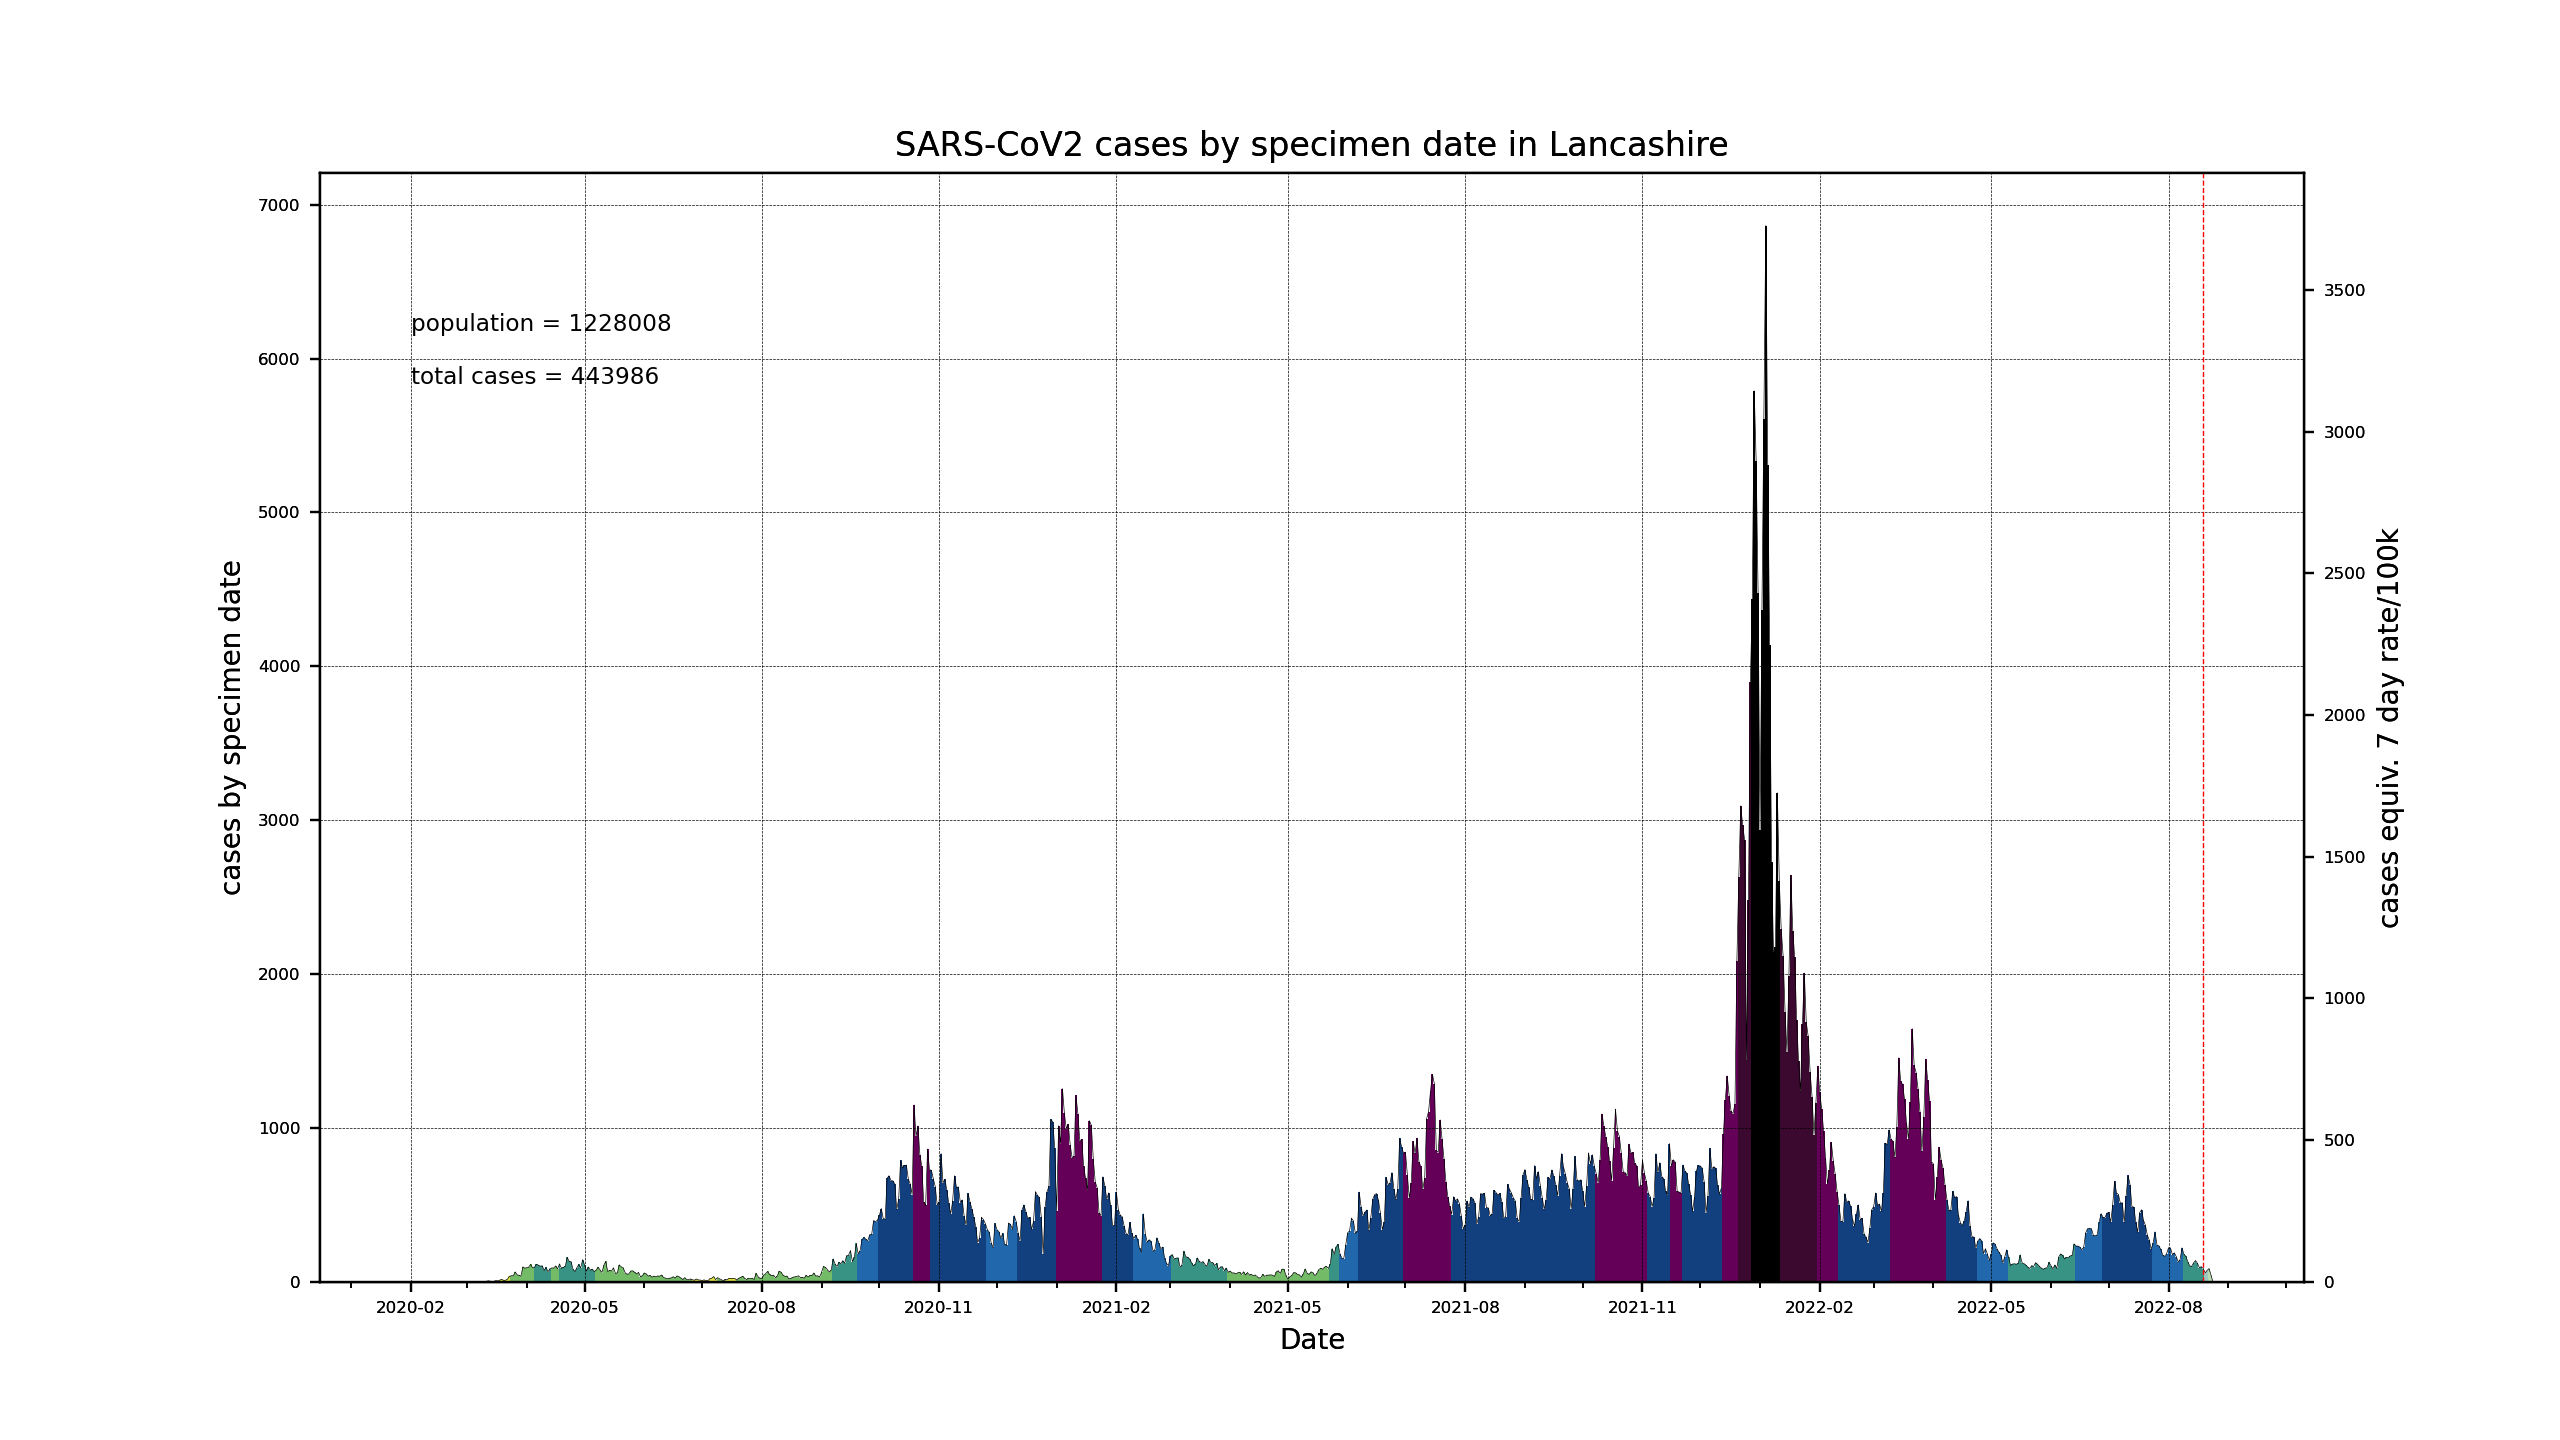 SARS-CoV2 cases by specimen date in Lancashire
population = 1228008
total cases = 443986
cases by specimen date
7000
6000
5000
4000
3000
2000
1000
0
cases equiv. 7 day rate/100k
3500
3000
2500
2000
1500
1000
500
0
2020-02 2020-05 2020-08 2020-11 2021-02 2021-05 2021-08 2021-11 2022-02 2022-05 2022-08
Date